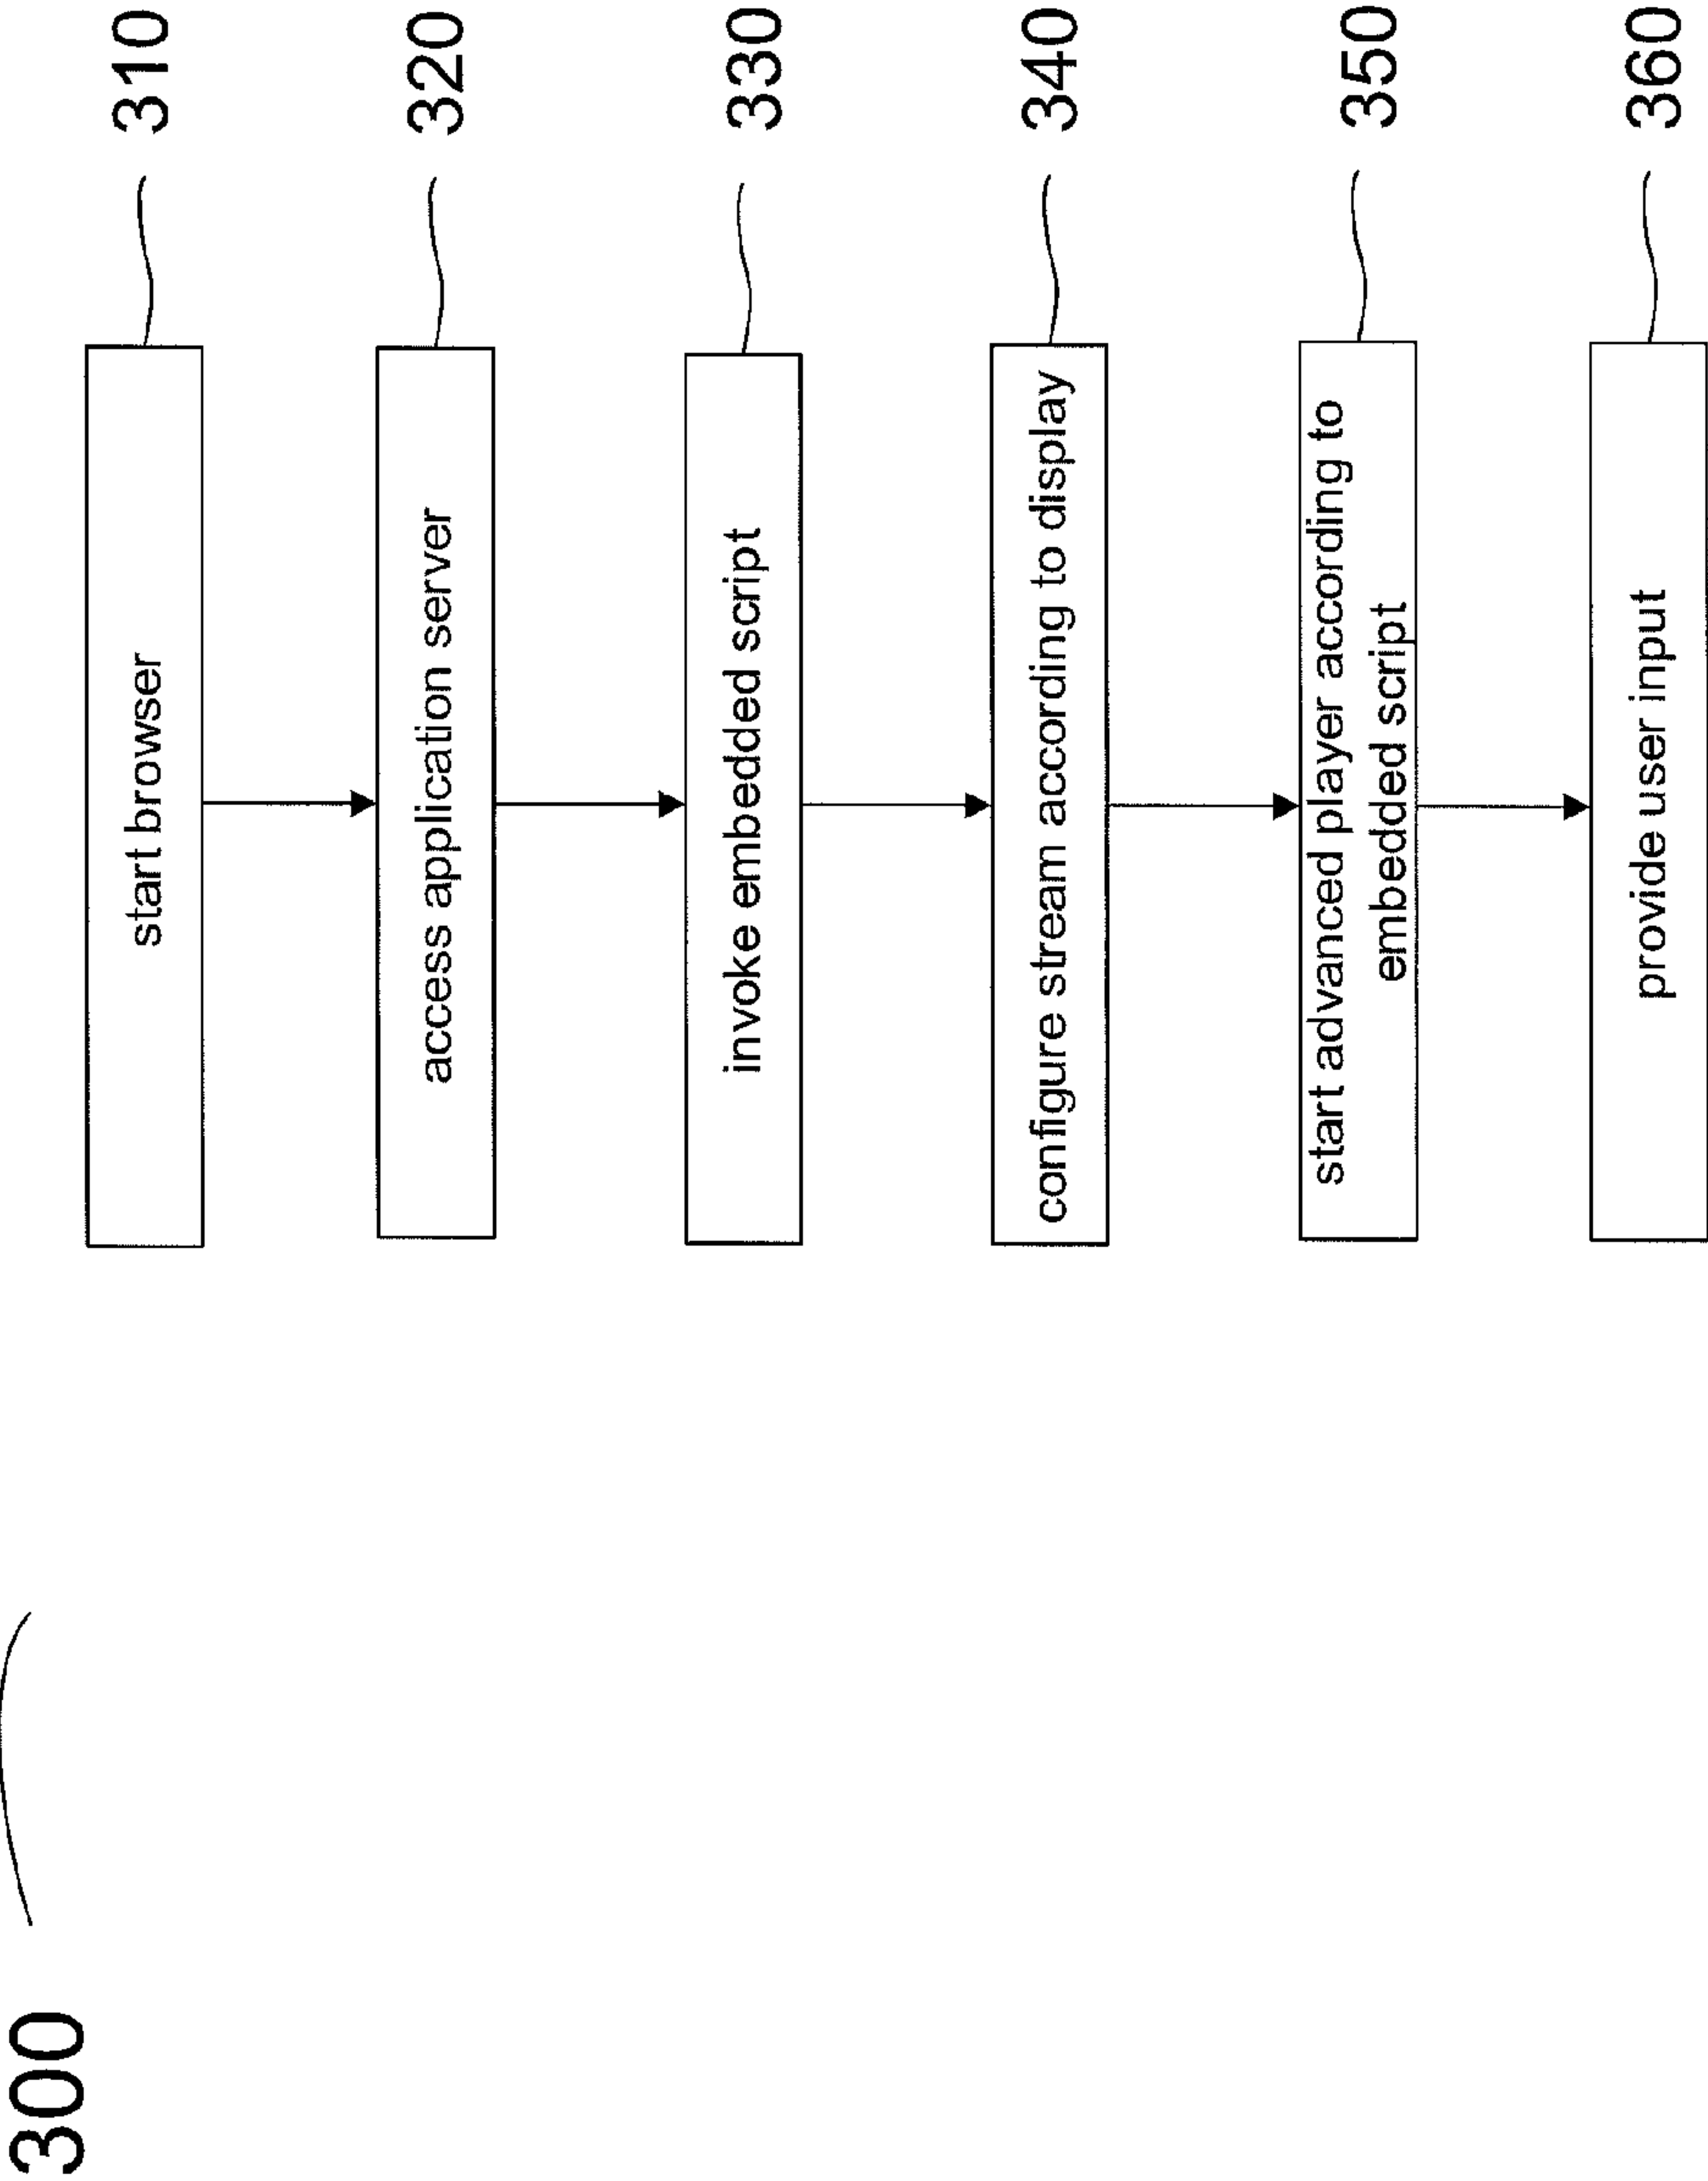 300
start browser
310
access application server
320
invoke embedded script
330
configure stream according to display
340
start advanced player according to
embedded script
350
provide user input
360